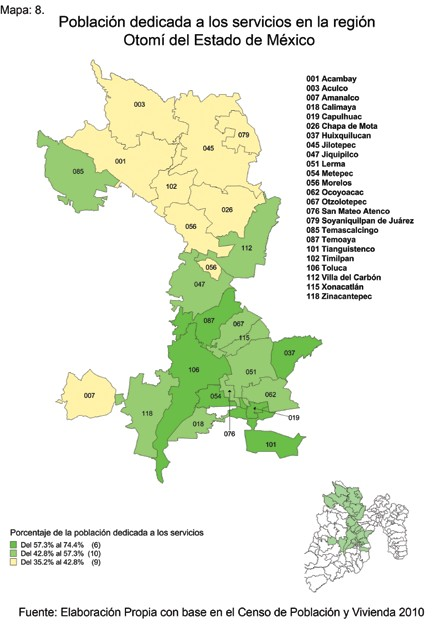 Mapa: 8.
Población dedicada a los servicios en la región
Otomí del Estado de México
001 Acambay
003 Aculco
007 Amanalco
018 Calimaya
019 Capulhuac
026 Chapa de Mota
037 Huixquilucan
045 Jilotepec
047 Jiquipilco
051 Lerma
054 Metepec
056 Morelos
062 Ocoyoacac
067 Otzolotepec
076 San Mateo Atenco
079 Soyaniquilpan de Juárez
085 Temascalcingo
087 Temoaya
101 Tianguistenco
102 Timilpan
106 Toluca
112 Villa del Carbón
115 Xonacatlán
118 Zinacantepec
003
079
045
001
085
102
026
056
112
056
047
087
067
115
037
106
051
007
054
062
118
018
019
076
101
Porcentaje de la población dedicada a los servicios
Del 57.3% al 74.4% (6)
Del 42.8% al 57.3% (10)
Del 35.2% al 42.8% (9)
Fuente: Elaboración Propia con base en el Censo de Población y Vivienda 2010